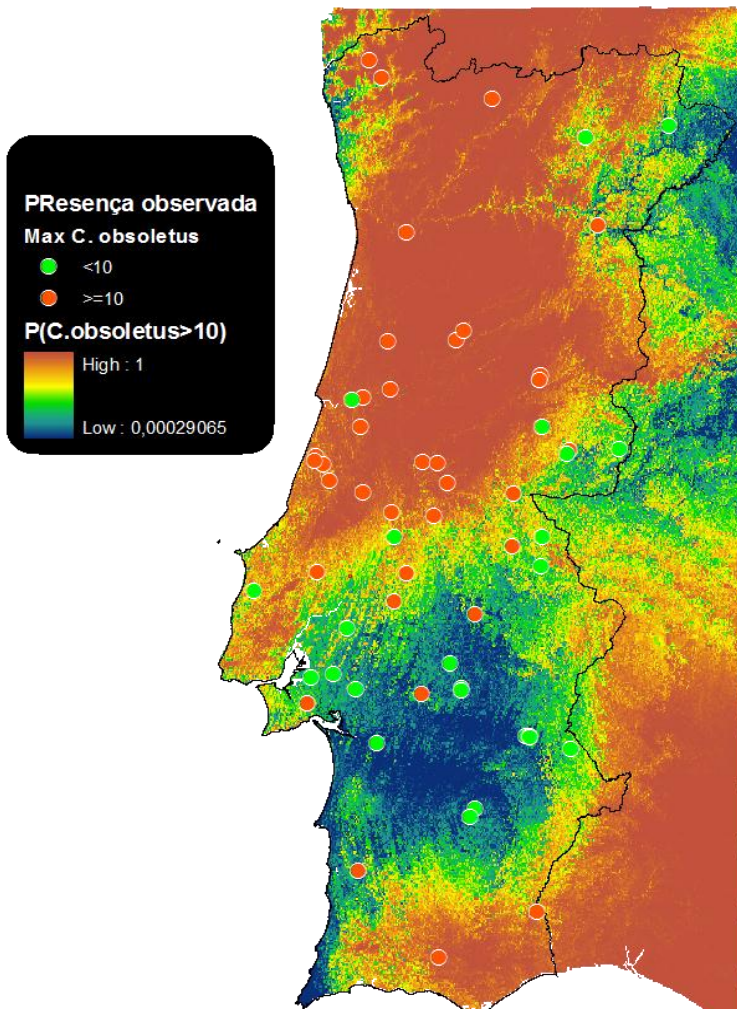 PResença observada
Max C. obsoletus
<10
>=10
P(C.obsoletus>10)
High : 1
Low : 0,00029065